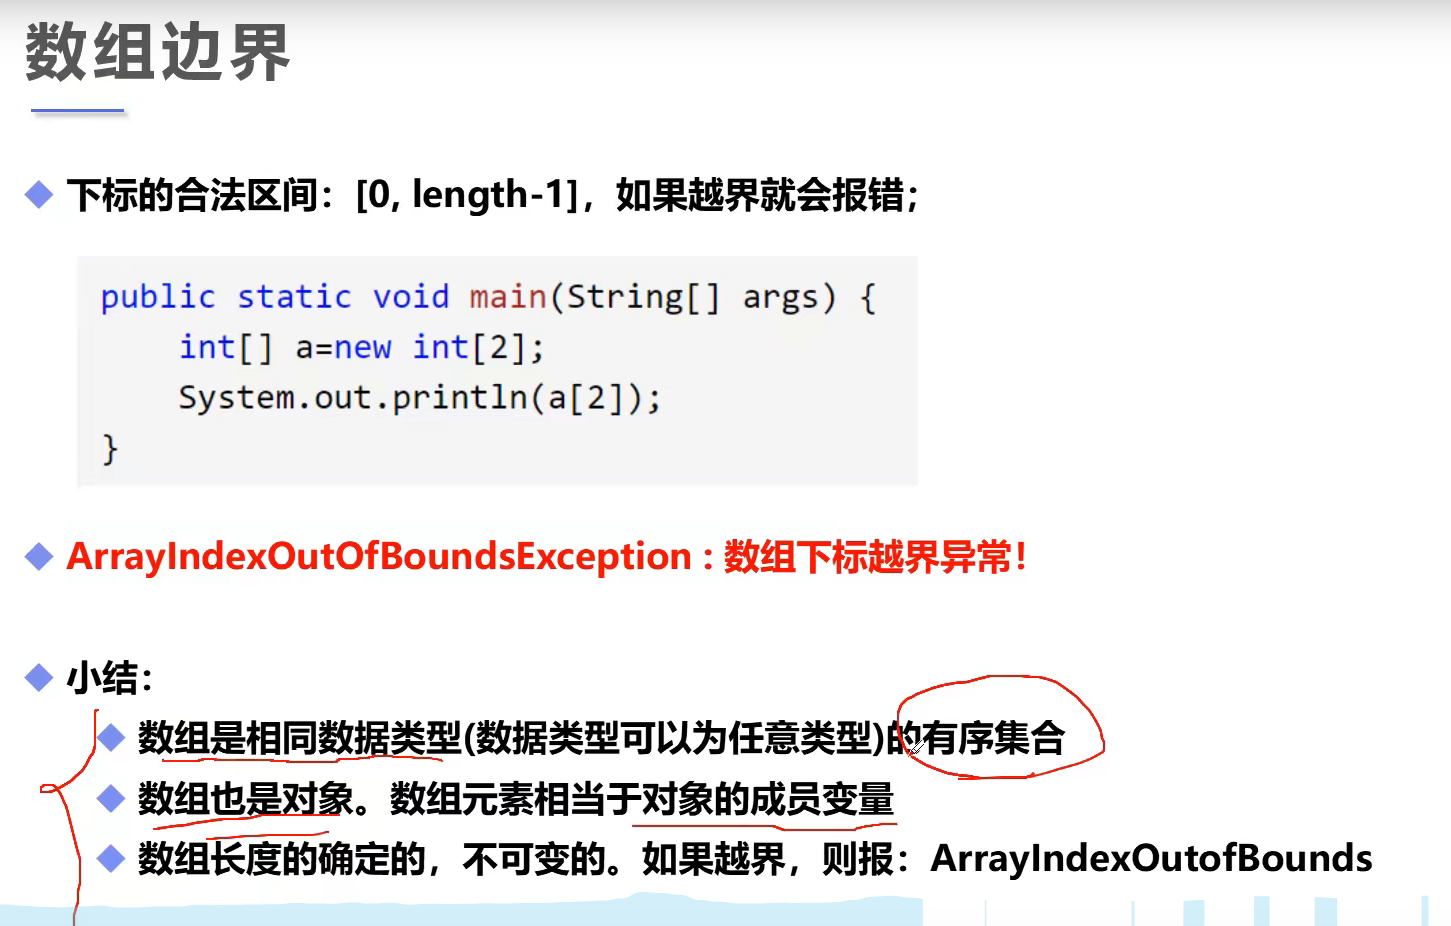 数组边界
下标的合法区间：[0, length-1]，如果越界就会报错；
public static void main(String[] args) {
    int[] a=new int[2];
    System.out.println(a[2]);
}
ArrayIndexOutOfBoundsException : 数组下标越界异常！
小结：
数组是相同数据类型(数据类型可以为任意类型)的有序集合
数组也是对象。数组元素相当于对象的成员变量
数组长度的确定的，不可变的。如果越界，则报：ArrayIndexOutofBounds